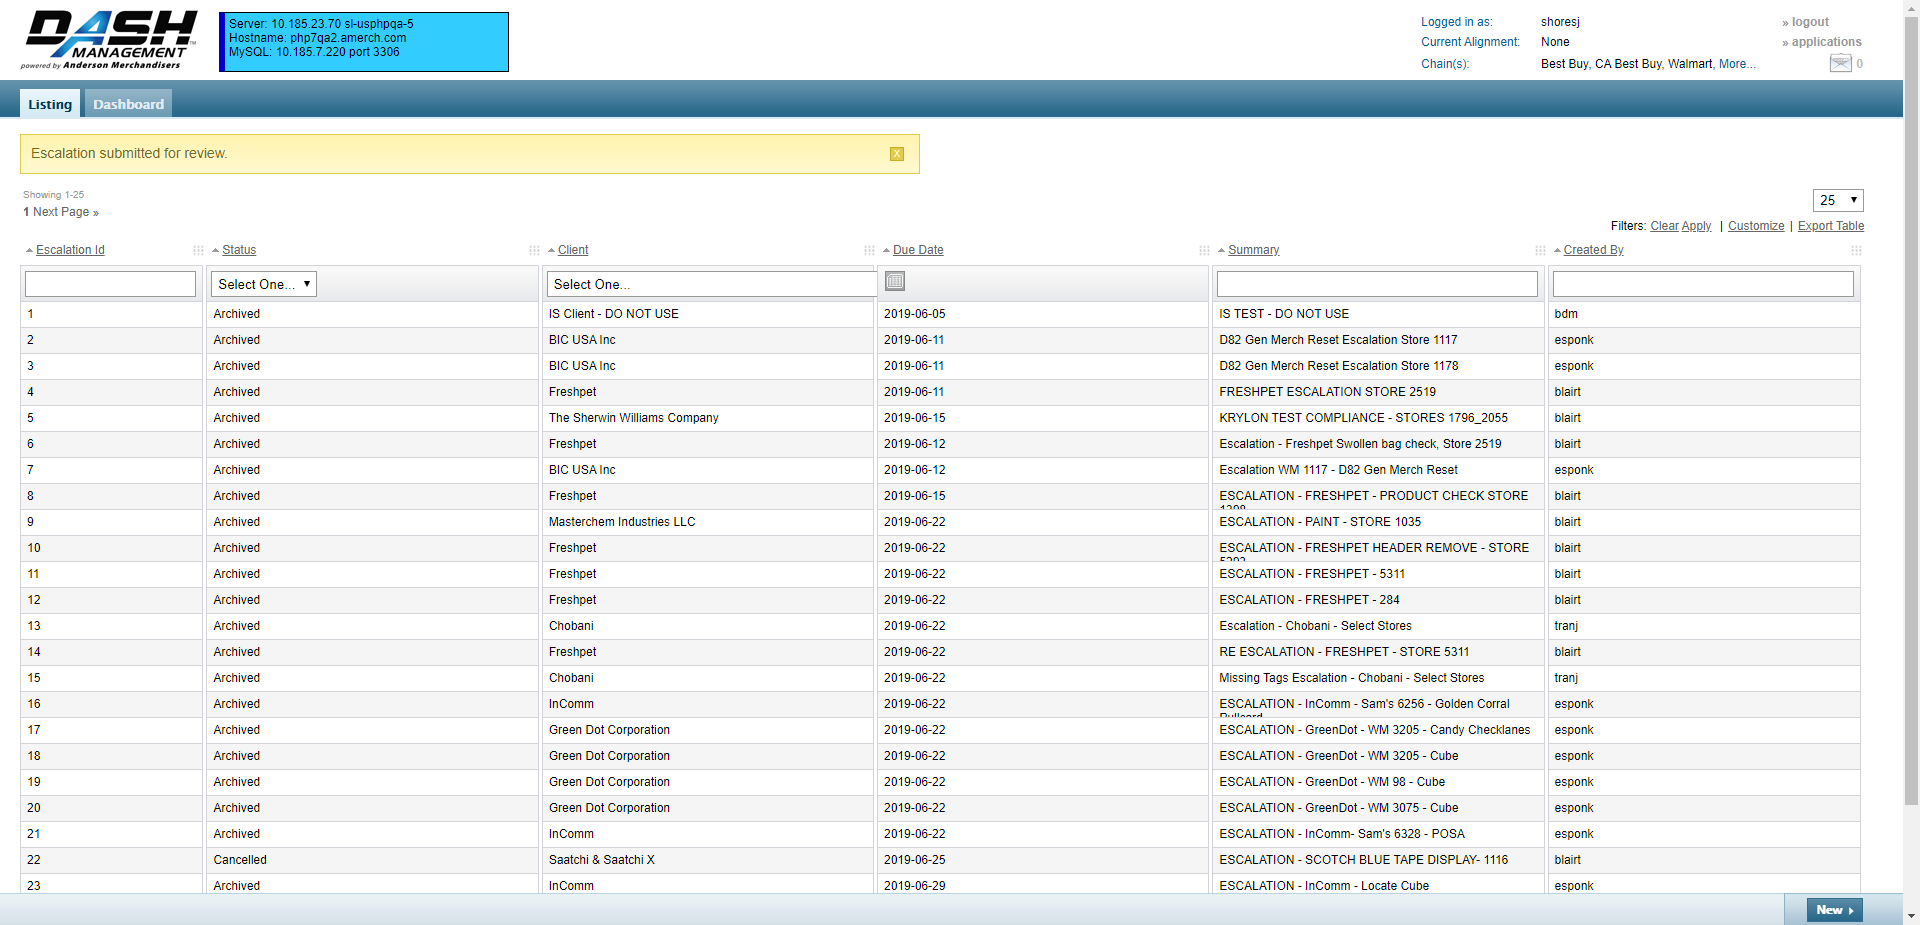 DASH
MANAGEMENT
powered by Anderson Merchandisers
Server: 10.185.23.70 sl-usphpqa-5
Hostname: php7qa2.amerch.com
MySQL: 10.185.7.220 port 3306
Logged in as: shoresj
» logout
Current Alignment: None
» applications
Chain(s): Best Buy, CA Best Buy, Walmart, More...
0
Listing Dashboard
Escalation submitted for review.
X
Showing 1-25
1 Next Page »
25
Filters: Clear Apply | Customize | Export Table
Escalation Id Status Client Due Date Summary Created By
Select One... Select One...
1 Archived IS Client - DO NOT USE 2019-06-05 IS TEST - DO NOT USE bdm
2 Archived BIC USA Inc 2019-06-11 D82 Gen Merch Reset Escalation Store 1117 esponk
3 Archived BIC USA Inc 2019-06-11 D82 Gen Merch Reset Escalation Store 1178 esponk
4 Archived Freshpet 2019-06-11 FRESHPET ESCALATION STORE 2519 blairt
5 Archived The Sherwin Williams Company 2019-06-15 KRYLON TEST COMPLIANCE - STORES 1796_2055 blairt
6 Archived Freshpet 2019-06-12 Escalation - Freshpet Swollen bag check, Store 2519 blairt
7 Archived BIC USA Inc 2019-06-12 Escalation WM 1117 - D82 Gen Merch Reset esponk
8 Archived Freshpet 2019-06-15 ESCALATION - FRESHPET - PRODUCT CHECK STORE blairt
9 Archived Masterchem Industries LLC 2019-06-22 ESCALATION - PAINT - STORE 1035 blairt
10 Archived Freshpet 2019-06-22 ESCALATION - FRESHPET HEADER REMOVE - STORE blairt
11 Archived Freshpet 2019-06-22 ESCALATION - FRESHPET - 5311 blairt
12 Archived Freshpet 2019-06-22 ESCALATION - FRESHPET - 284 blairt
13 Archived Chobani 2019-06-22 Escalation - Chobani - Select Stores tranj
14 Archived Freshpet 2019-06-22 RE ESCALATION - FRESHPET - STORE 5311 blairt
15 Archived Chobani 2019-06-22 Missing Tags Escalation - Chobani - Select Stores tranj
16 Archived InComm 2019-06-22 ESCALATION - InComm - Sam's 6256 - Golden Corral esponk
17 Archived Green Dot Corporation 2019-06-22 ESCALATION - GreenDot - WM 3205 - Candy Checklanes esponk
18 Archived Green Dot Corporation 2019-06-22 ESCALATION - GreenDot - WM 3205 - Cube esponk
19 Archived Green Dot Corporation 2019-06-22 ESCALATION - GreenDot - WM 98 - Cube esponk
20 Archived Green Dot Corporation 2019-06-22 ESCALATION - GreenDot - WM 3075 - Cube esponk
21 Archived InComm 2019-06-22 ESCALATION - InComm- Sam's 6328 - POSA esponk
22 Cancelled Saatchi & Saatchi X 2019-06-25 ESCALATION - SCOTCH BLUE TAPE DISPLAY- 1116 blairt
23 Archived InComm 2019-06-29 ESCALATION - InComm - Locate Cube esponk
New